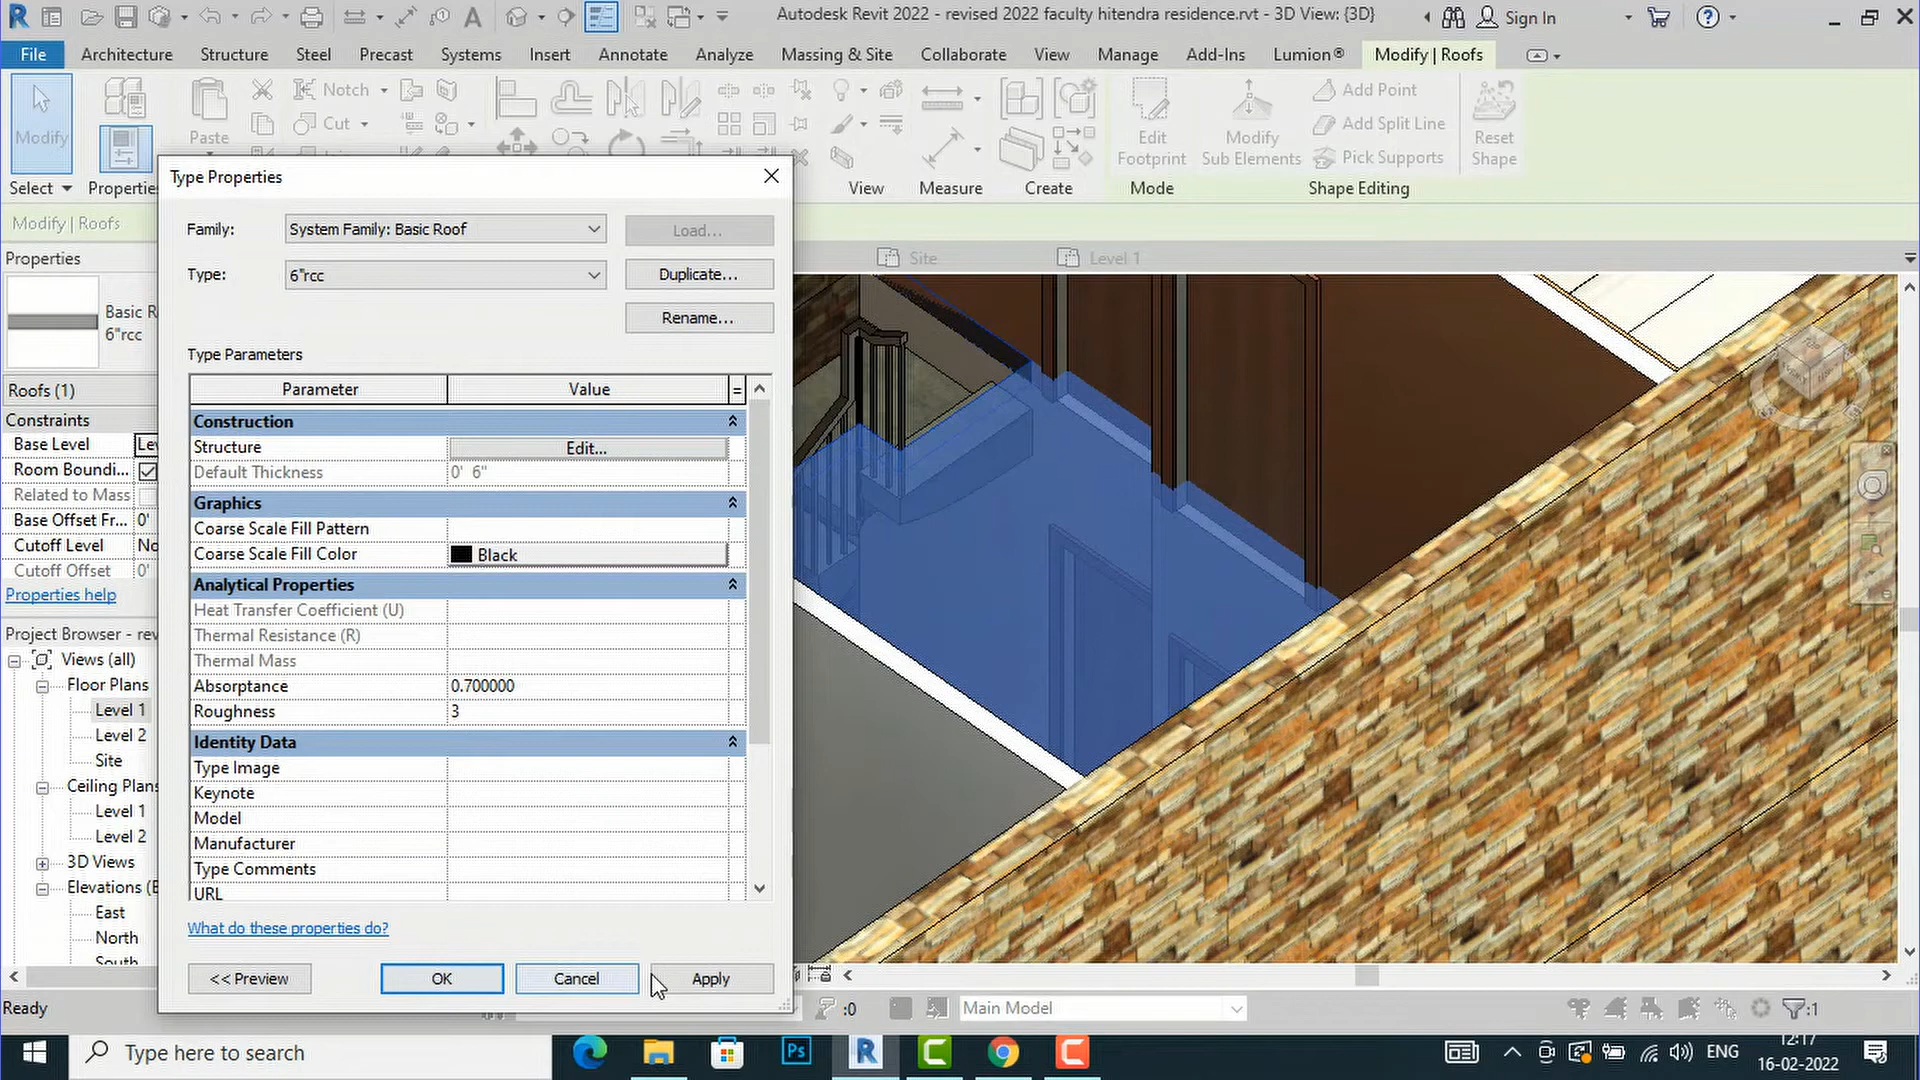 Autodesk Revit 2022 - revised 2022 faculty hitendra residence.rvt - 3D View: {3D}
Sign In
File
Architecture
Structure
Steel
Precast
Systems
Insert
Annotate
Analyze
Massing & Site
Collaborate
View
Manage
Add-Ins
Lumion®
Modify | Roofs
Modify
Paste
Notch
Cut
Edit
Footprint
Modify
Sub Elements
Add Point
Add Split Line
Pick Supports
Reset
Shape
Select
Properties
View
Measure
Create
Mode
Shape Editing
Modify | Roofs
Type Properties
Family:
System Family: Basic Roof
Load...
Type:
6"rcc
Duplicate...
Rename...
Type Parameters
Parameter
Value
=
Construction
Structure
Edit...
Default Thickness
0'  6"
Graphics
Coarse Scale Fill Pattern
Coarse Scale Fill Color
Black
Analytical Properties
Heat Transfer Coefficient (U)
Thermal Resistance (R)
Thermal Mass
Absorptance
0.700000
Roughness
3
Identity Data
Type Image
Keynote
Model
Manufacturer
Type Comments
URL
What do these properties do?
<< Preview
OK
Cancel
Apply
Properties
Basic R
6"rcc
Roofs (1)
Constraints
Base Level
Lev
Room Boundi...
Related to Mass
Base Offset Fr...
0'
Cutoff Level
No
Cutoff Offset
0'
Properties help
Project Browser - rev
Views (all)
Floor Plans
Level 1
Level 2
Site
Ceiling Plans
Level 1
Level 2
3D Views
Elevations (E
East
North
South
Site
Level 1
Ready
:0
Main Model
:1
Type here to search
Ps
R
ENG
12:17
16-02-2022